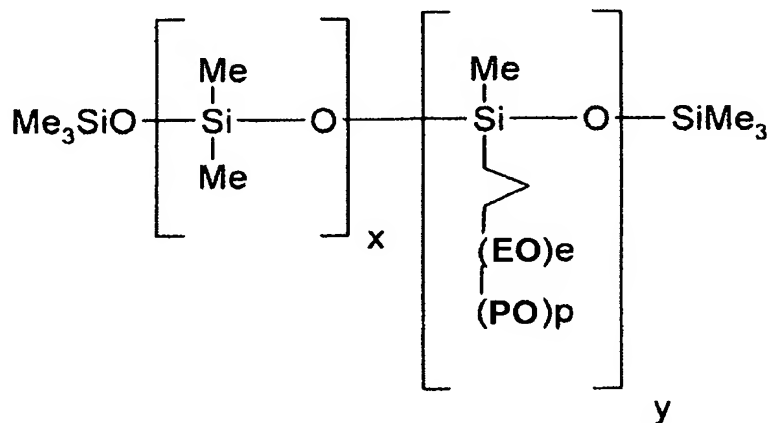 Me Me
Me3SiO Si O Si O SiMe3
Me
x
(EO)e
(PO)p
y